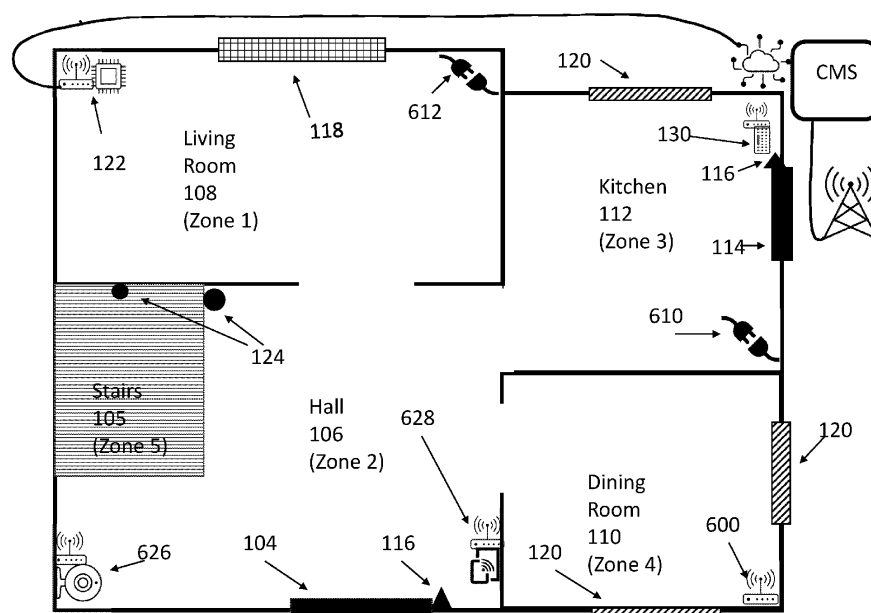 CMS
120
612
118
130
122
Living
Room
108
(Zone 1)
116
Kitchen
112
(Zone 3)
114
610
124
Stairs
105
(Zone 5)
Hall
106
(Zone 2)
628
120
Dining
Room
110
(Zone 4)
600
626
104
116
120